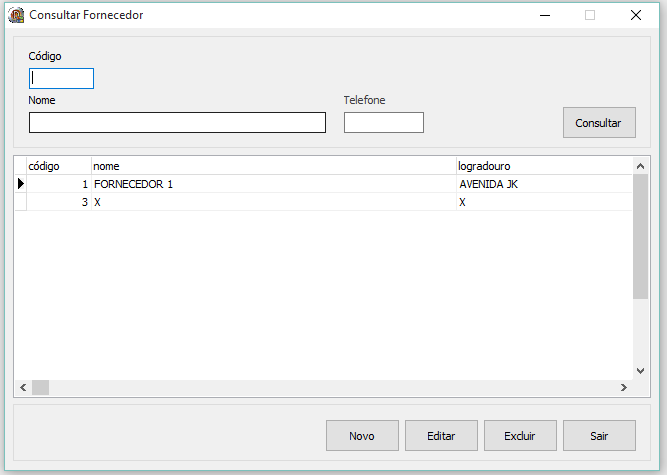 Consultar Fornecedor
Código
Nome Telefone
Consultar
código nome logradouro
1 FORNECEDOR 1 AVENIDA JK
3 X X
Novo Editar Excluir Sair